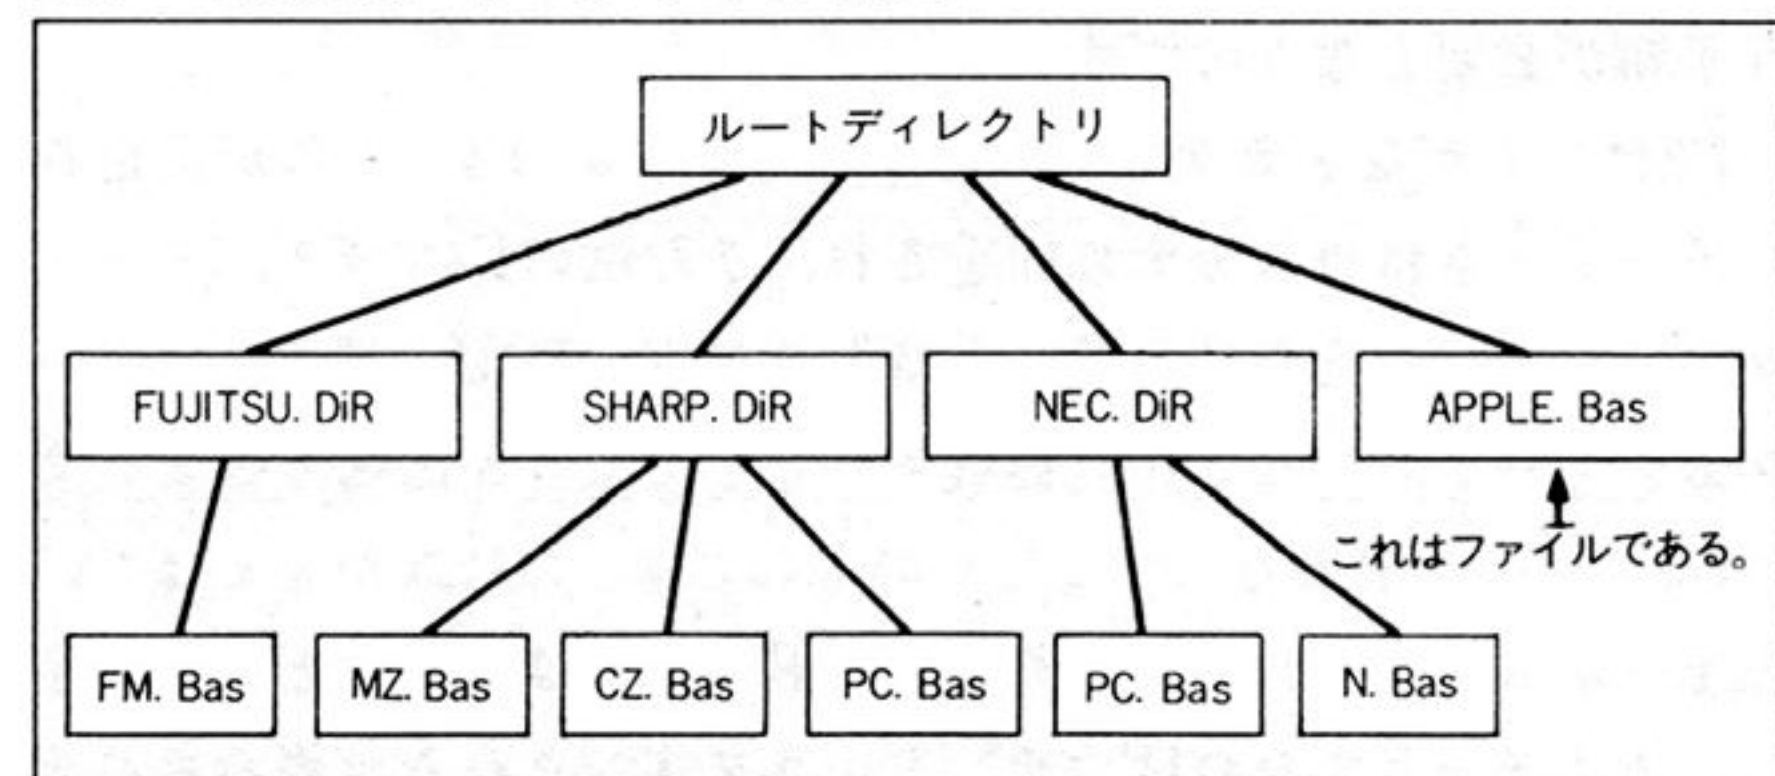 ルートディレクトリ
FUJITSU. DiR
SHARP. DiR
NEC. DiR
APPLE. Bas
これはファイルである。
FM. Bas
MZ. Bas
CZ. Bas
PC. Bas
PC. Bas
N. Bas